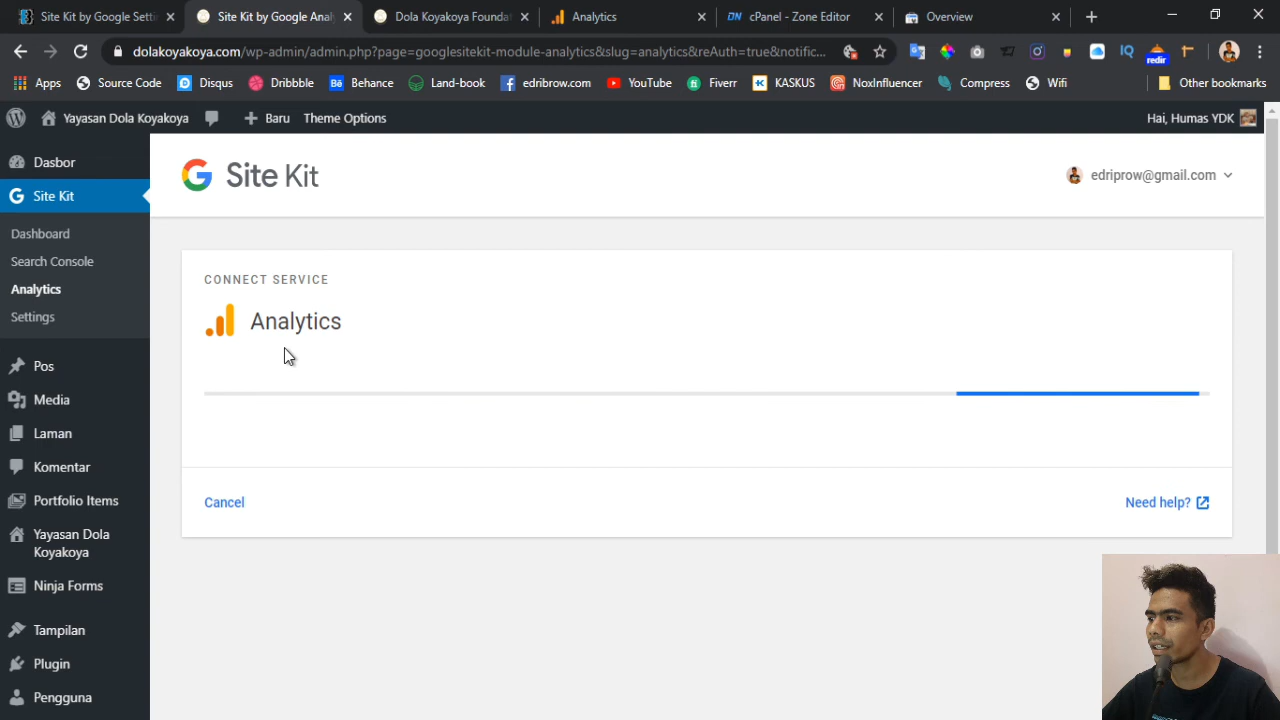 Site Kit by Google Setti
Site Kit by Google Anal
Dola Koyakoya Founda
Analytics
cPanel - Zone Editor
Overview
dolakoyakoya.com/wp-admin/admin.php?page=googlesitekit-module-analytics&slug=analytics&reAuth=true&notific...
redir
Apps
Source Code
Disqus
Dribbble
Behance
Land-Book
edribrow.com
YouTube
Fiverr
KASKUS
NoxInfluencer
Compress
Wifi
Other bookmarks
Yayasan Dola Koyakoya
Baru
Theme Options
Hai, Humas YDK
Dasbor
Site Kit
Dashboard
Search Console
Analytics
Settings
Pos
Media
Laman
Komentar
Portfolio Items
Yayasan Dola
Koyakoya
Ninja Forms
Tampilan
Plugin
Pengguna
Site Kit
edriprow@gmail.com
CONNECT SERVICE
Analytics
Cancel
Need help?